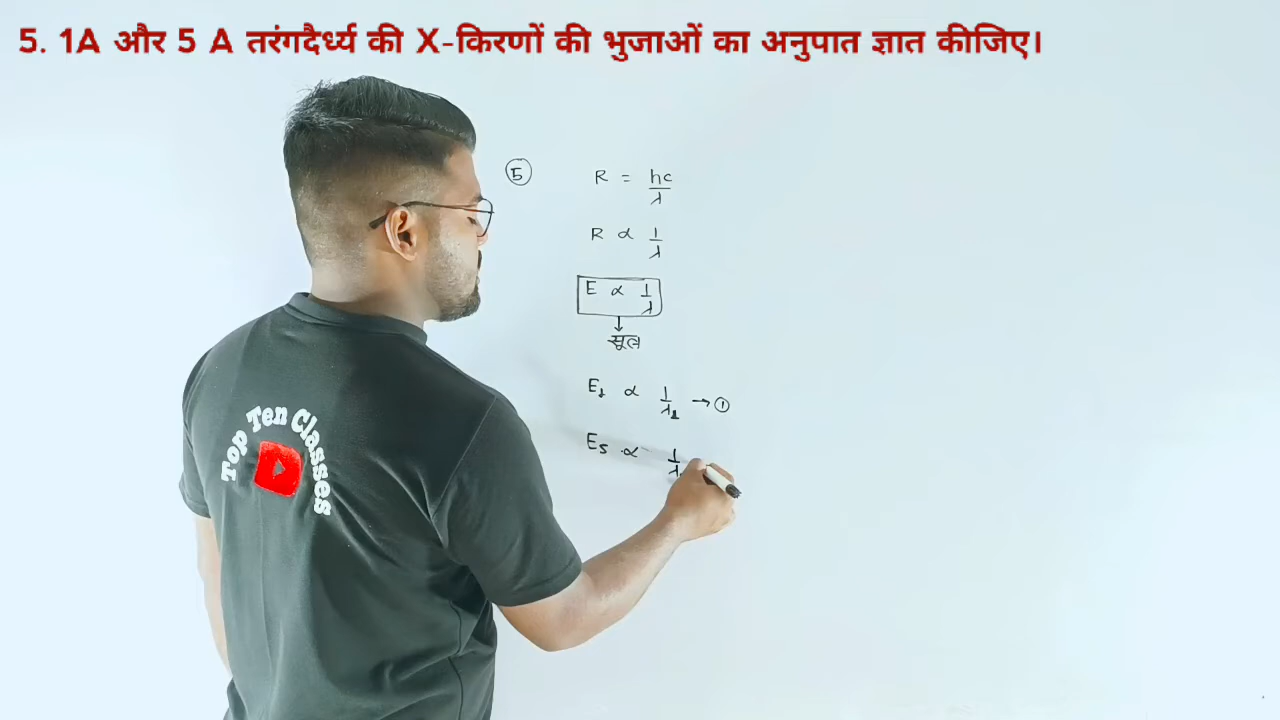 5. 1A और 5 A तरंगदैर्ध्य की X-किरणों की भुजाओं का अनुपात ज्ञात कीजिए।
⑤
R = hc/λ
R ∝ 1/λ
E ∝ 1/λ
सूत्र
E₁ ∝ 1/λ₁ → ①
E₅ ∝ 1/λ
Top Ten Classes